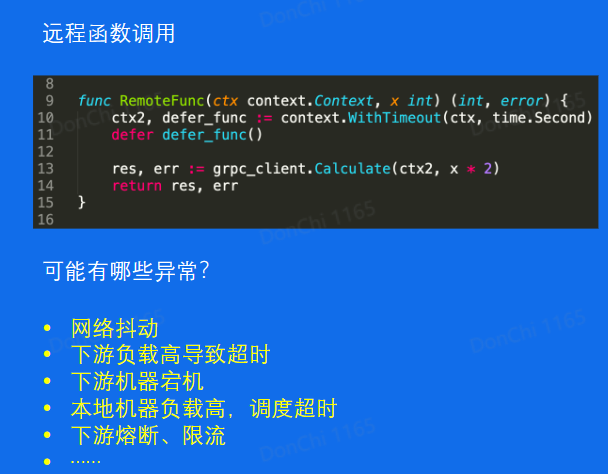 远程函数调用
8
9 func RemoteFunc(ctx context.Context, x int) (int, error) {
10 ctx2, defer_func := context.WithTimeout(ctx, time.Second)
11 defer defer_func()
12
13 res, err := grpc_client.Calculate(ctx2, x * 2)
14 return res, err
15 }
16
可能有哪些异常？
• 网络抖动
• 下游负载高导致超时
• 下游机器宕机
• 本地机器负载高，调度超时
• 下游熔断、限流
• ……
DonChi 1165
DonChi 1165
DonChi 1165
DonChi 1165
DonChi 1165